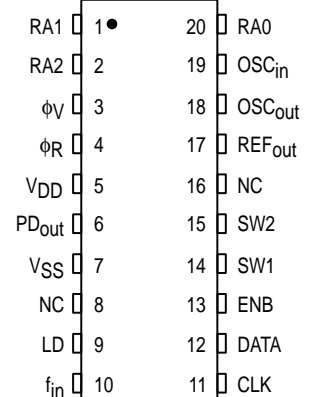 RA1 1 20 RA0
RA2 2 19 OSCin
ϕV 3 18 OSCout
ϕR 4 17 REFout
VDD 5 16 NC
PDout 6 15 SW2
VSS 7 14 SW1
NC 8 13 ENB
LD 9 12 DATA
fin 10 11 CLK